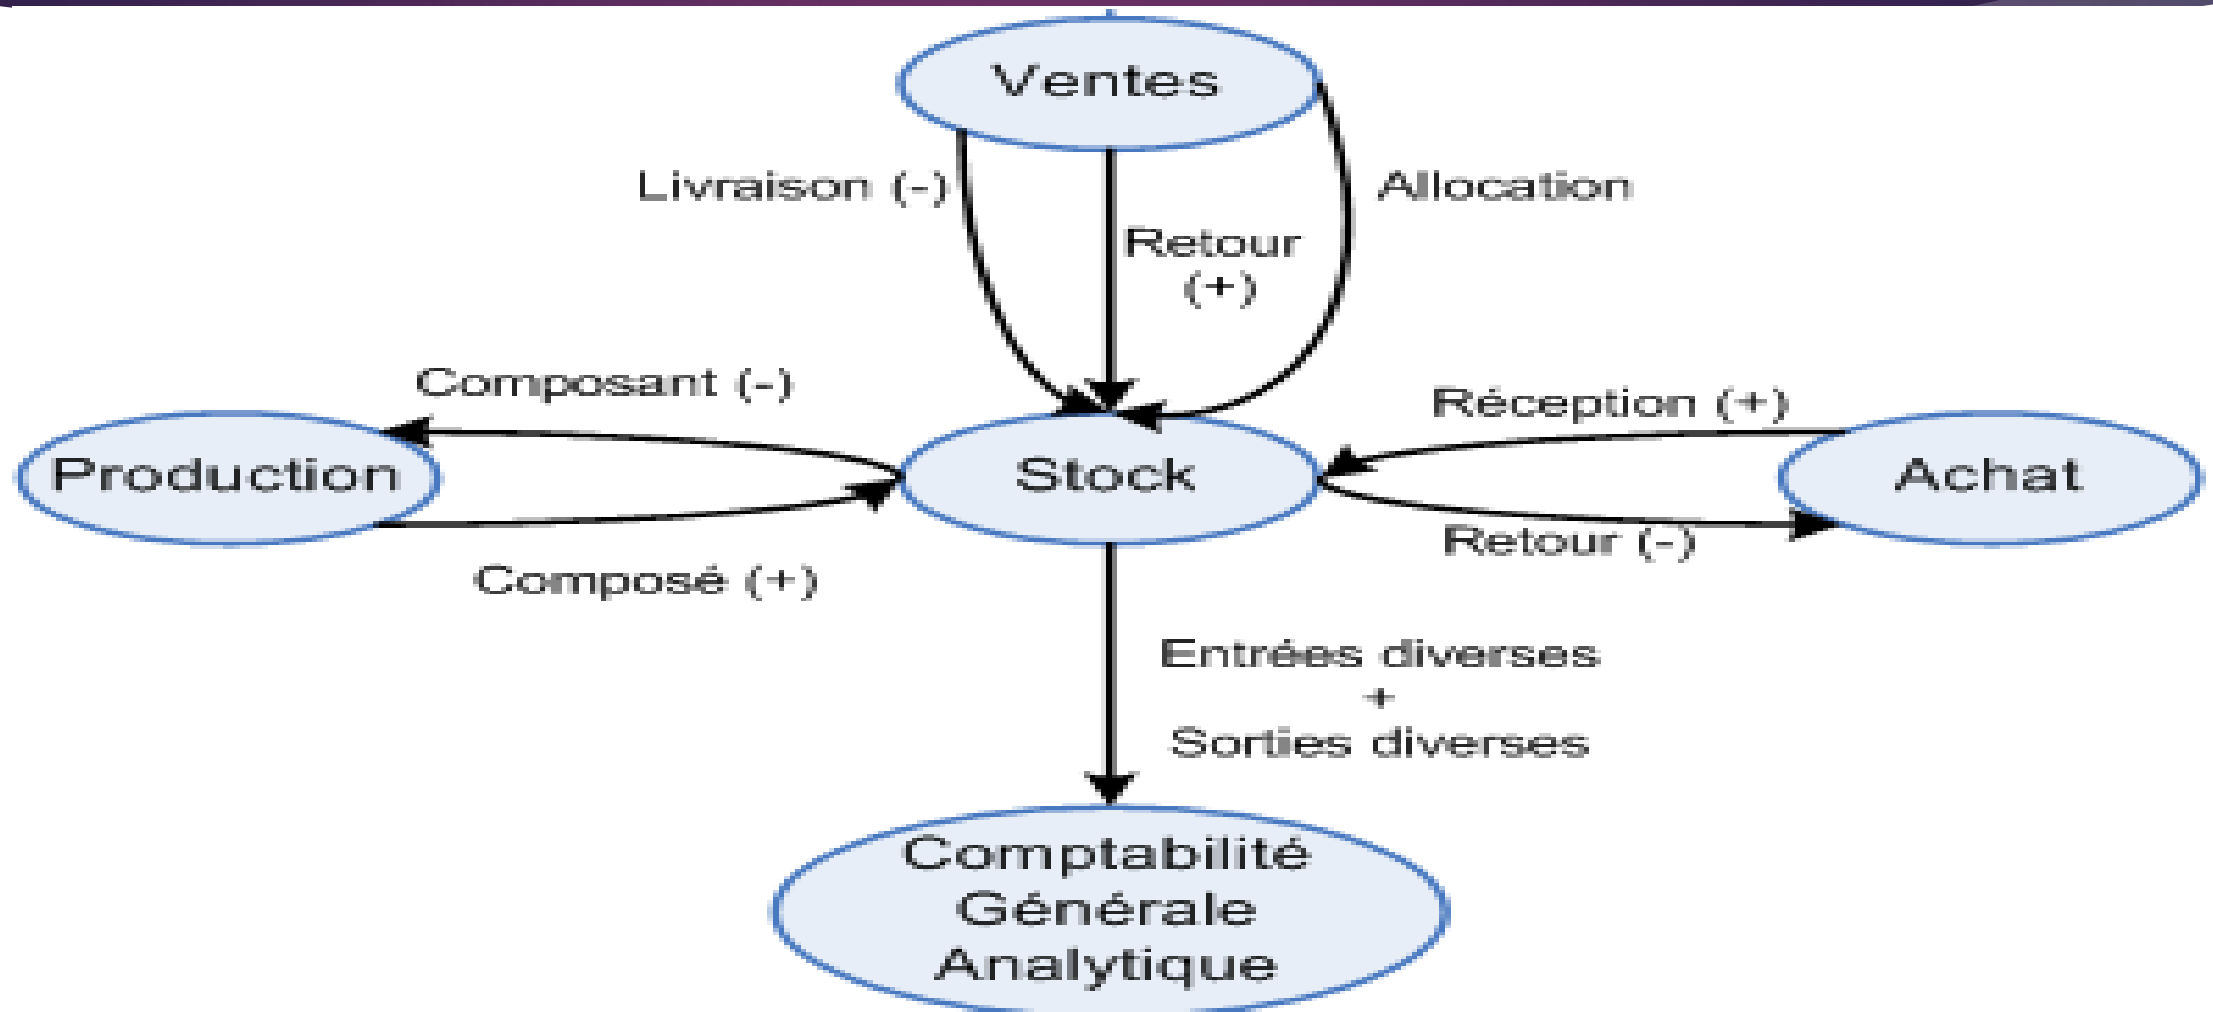 Ventes
Livraison (-)
Allocation
Retour
(+)
Composant (-)
Réception (+)
Production
Stock
Achat
Retour (-)
Composé (+)
Entrées diverses
+
Sorties diverses
Comptabilité
Générale
Analytique